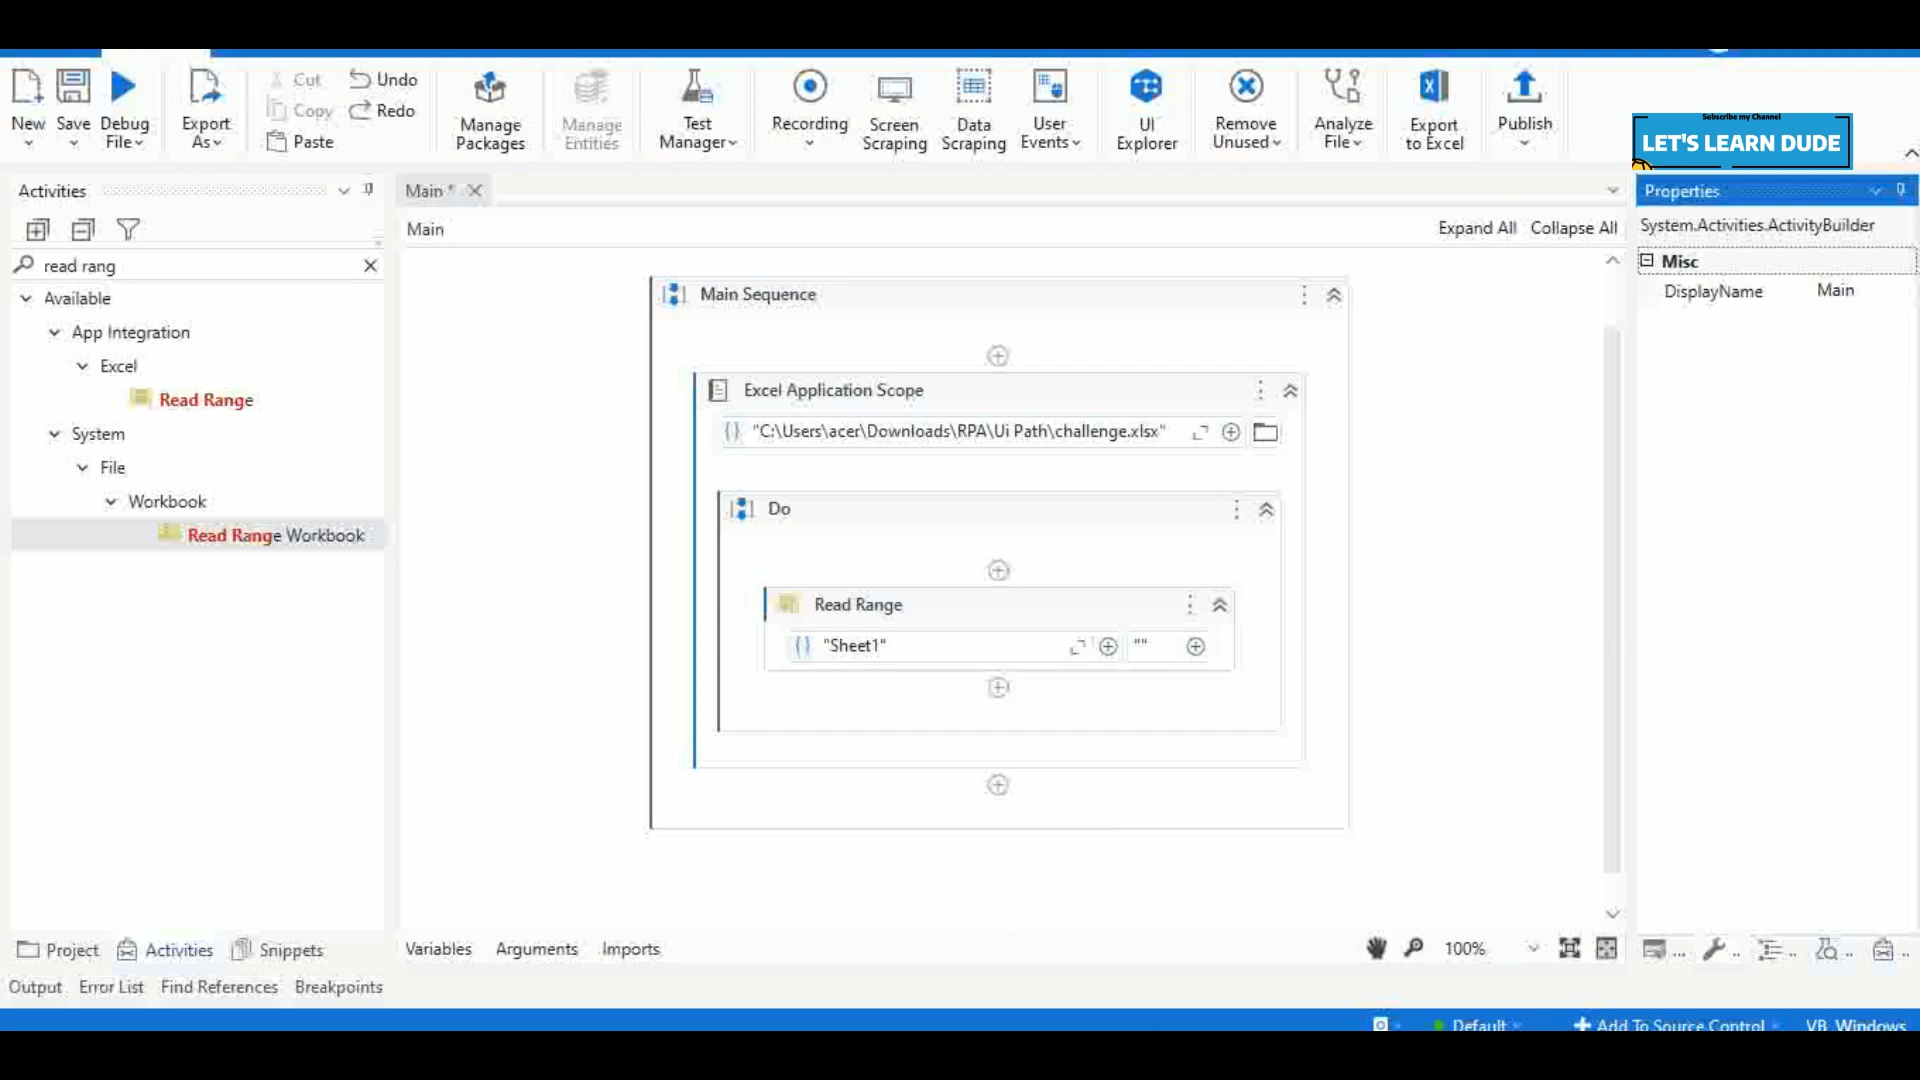 New
Save
Debug
File
Export
As
Cut
Copy
Paste
Undo
Redo
Manage
Packages
Manage
Entities
Test
Manager
Recording
Screen
Scraping
Data
Scraping
User
Events
UI
Explorer
Remove
Unused
Analyze
File
Export
to Excel
Publish
Subscribe my Channel
LET'S LEARN DUDE
Activities
read rang
Available
App Integration
Excel
Read Range
System
File
Workbook
Read Range Workbook
Main *
Main
Expand All
Collapse All
Main Sequence
Excel Application Scope
"C:\Users\acer\Downloads\RPA\Ui Path\challenge.xlsx"
Do
Read Range
"Sheet1"
""
Properties
System.Activities.ActivityBuilder
Misc
DisplayName
Main
Project
Activities
Snippets
Variables
Arguments
Imports
100%
Output
Error List
Find References
Breakpoints
Default
Add To Source Control
VB, Windows